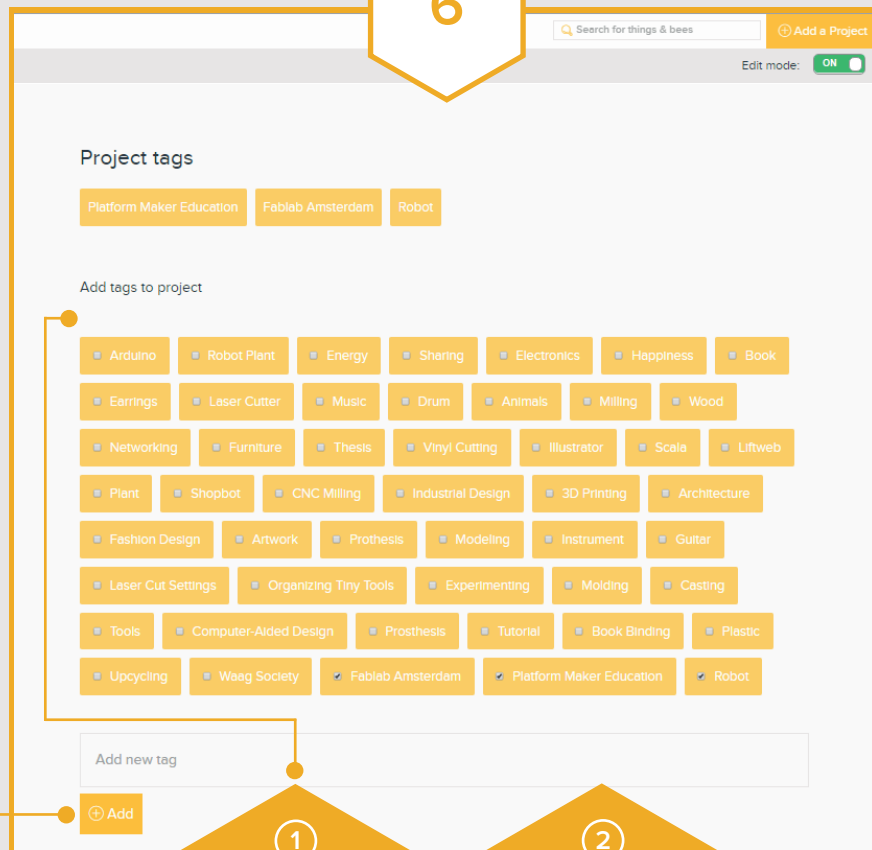 6
Search for things & bees
Add a Project
Edit mode: ON
Project tags
Platform Maker Education Fablab Amsterdam Robot
Add tags to project
Arduino Robot Plant Energy Sharing Electronics Happiness Book
Earrings Laser Cutter Music Drum Animals Milling Wood
Networking Furniture Thesis Vinyl Cutting Illustrator Scala Liftweb
Plant Shopbot CNC Milling Industrial Design 3D Printing Architecture
Fashion Design Artwork Prothesis Modeling Instrument Guitar
Laser Cut Settings Organizing Tiny Tools Experimenting Molding Casting
Tools Computer-Aided Design Prosthesis Tutorial Book Binding Plastic
Upcycling Waag Society Fablab Amsterdam Platform Maker Education Robot
Add new tag
Add
1 2